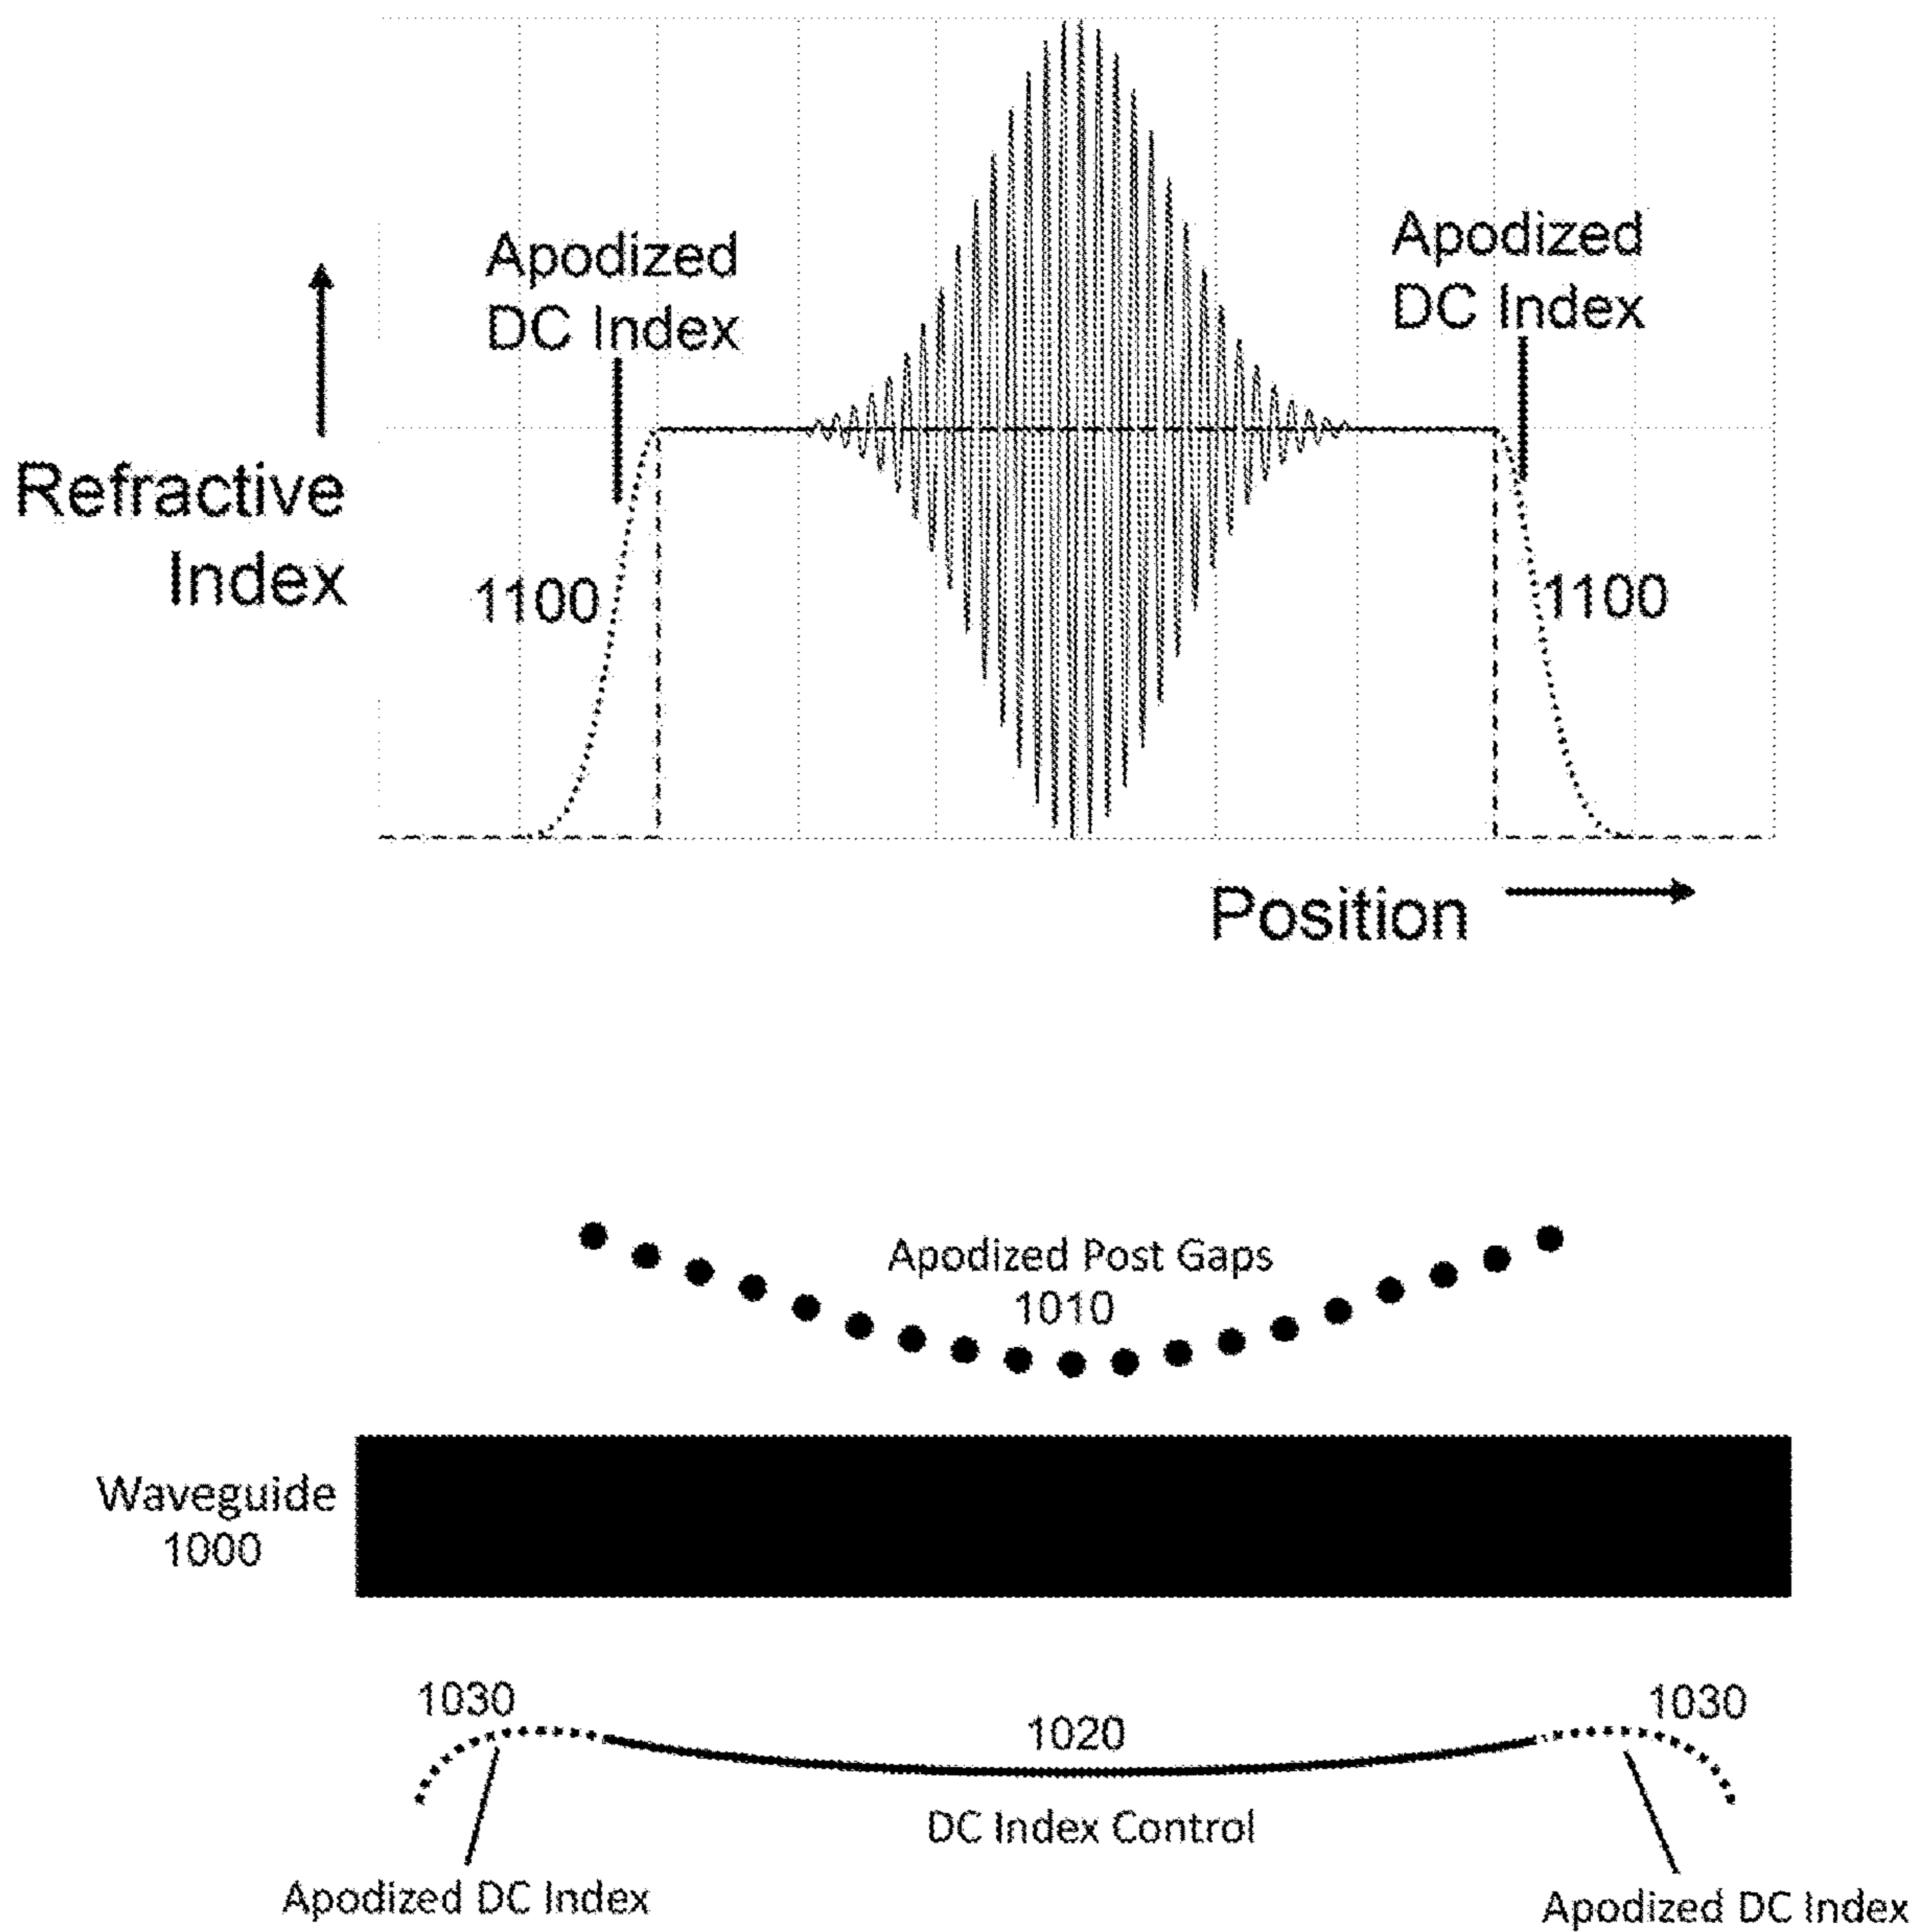 Apodized
DC Index
Apodized
DC Index
Refractive
Index
1100
1100
Position
Apodized Post Gaps
1010
Waveguide
1000
1030
1020
1030
DC Index Control
Apodized DC Index
Apodized DC Index